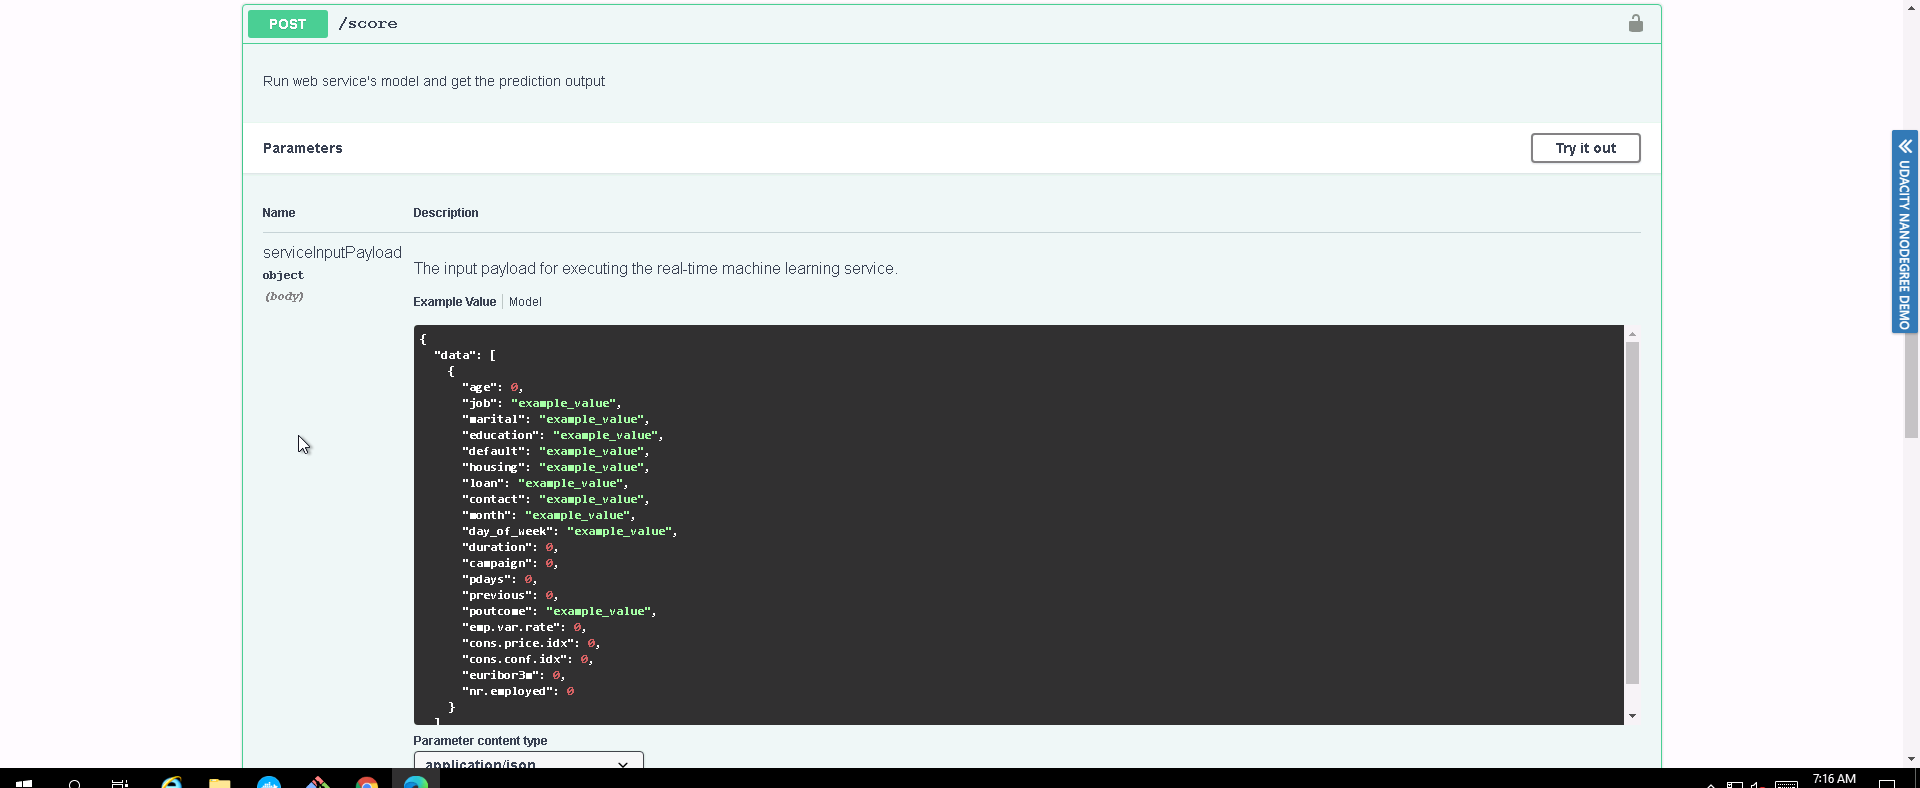 POST /score
Run web service's model and get the prediction output
Parameters
Try it out
Name Description
serviceInputPayload
object
(body)
The input payload for executing the real-time machine learning service.
Example Value Model
{
"data": [
{
"age": 0,
"job": "example_value",
"marital": "example_value",
"education": "example_value",
"default": "example_value",
"housing": "example_value",
"loan": "example_value",
"contact": "example_value",
"month": "example_value",
"day_of_week": "example_value",
"duration": 0,
"campaign": 0,
"pdays": 0,
"previous": 0,
"poutcome": "example_value",
"emp.var.rate": 0,
"cons.price.idx": 0,
"cons.conf.idx": 0,
"euribor3m": 0,
"nr.employed": 0
}
]
Parameter content type
application/json
UDACITY NANODEGREE DEMO
7:16 AM